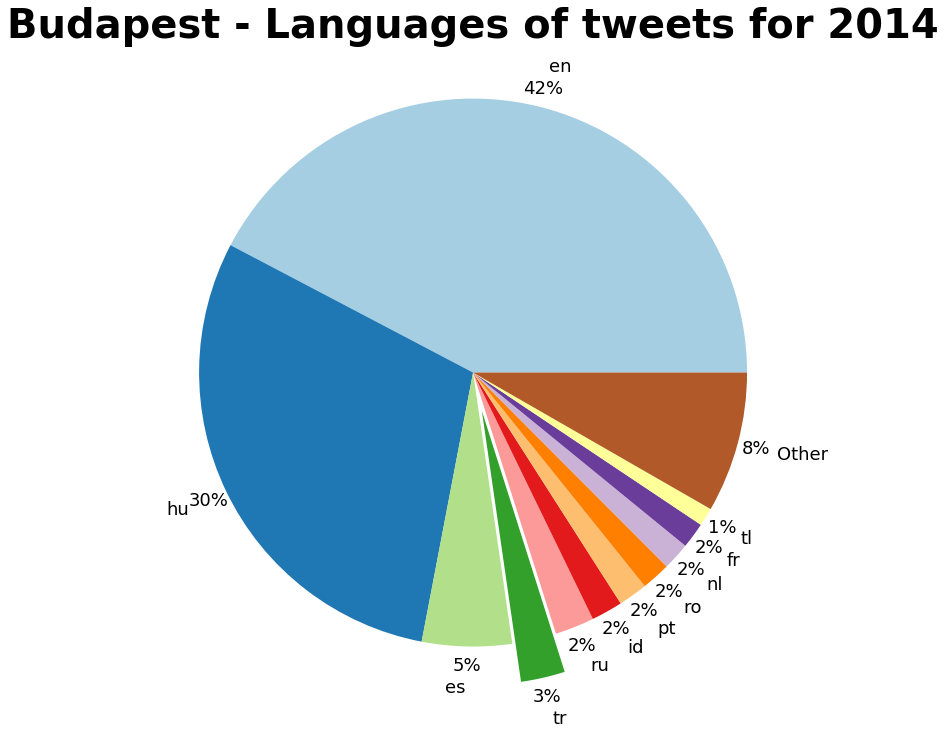 Budapest - Languages of tweets for 2014
en
42%
hu
30%
5%
es
3%
tr
2%
ru
2%
id
2%
pt
2%
ro
2%
nl
2%
fr
1%
tl
8%
Other